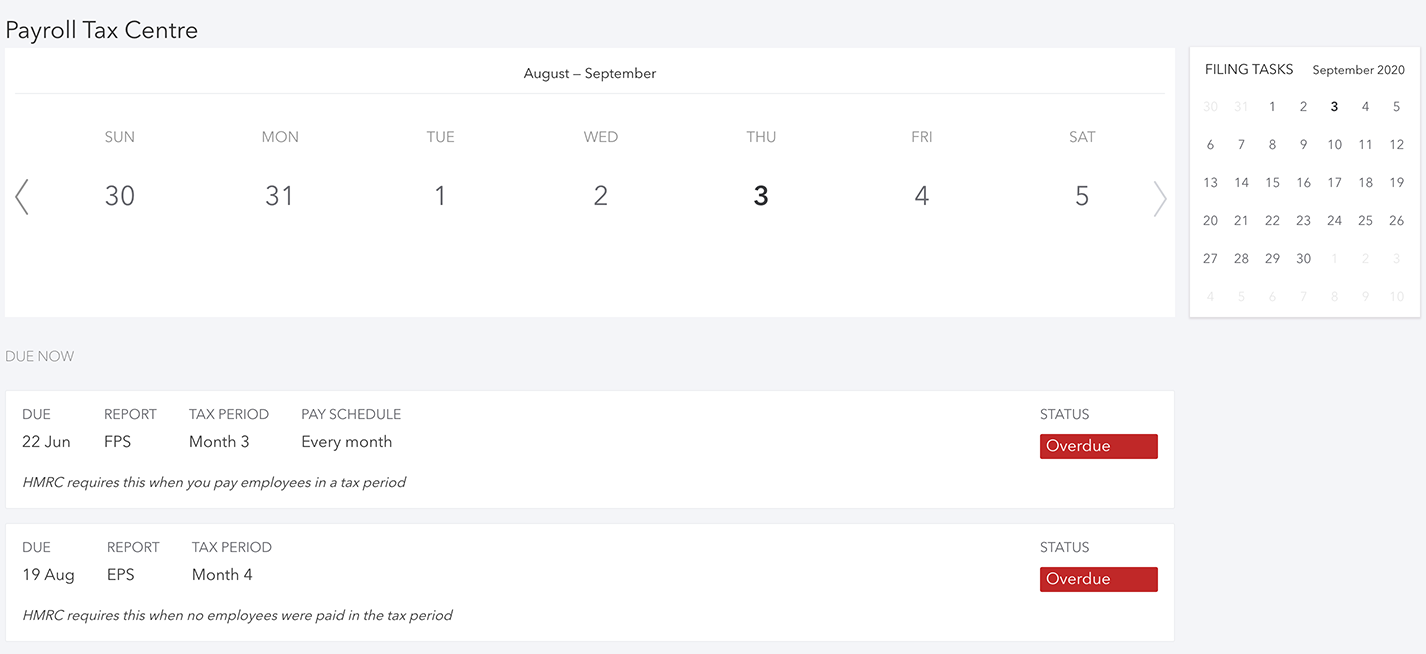 Payroll Tax Centre
August – September
SUN MON TUE WED THU FRI SAT
30 31 1 2 3 4 5
FILING TASKS September 2020
30 31 1 2 3 4 5
6 7 8 9 10 11 12
13 14 15 16 17 18 19
20 21 22 23 24 25 26
27 28 29 30 1 2 3
4 5 6 7 8 9 10
DUE NOW
DUE REPORT TAX PERIOD PAY SCHEDULE STATUS
22 Jun FPS Month 3 Every month Overdue
HMRC requires this when you pay employees in a tax period
DUE REPORT TAX PERIOD STATUS
19 Aug EPS Month 4 Overdue
HMRC requires this when no employees were paid in the tax period